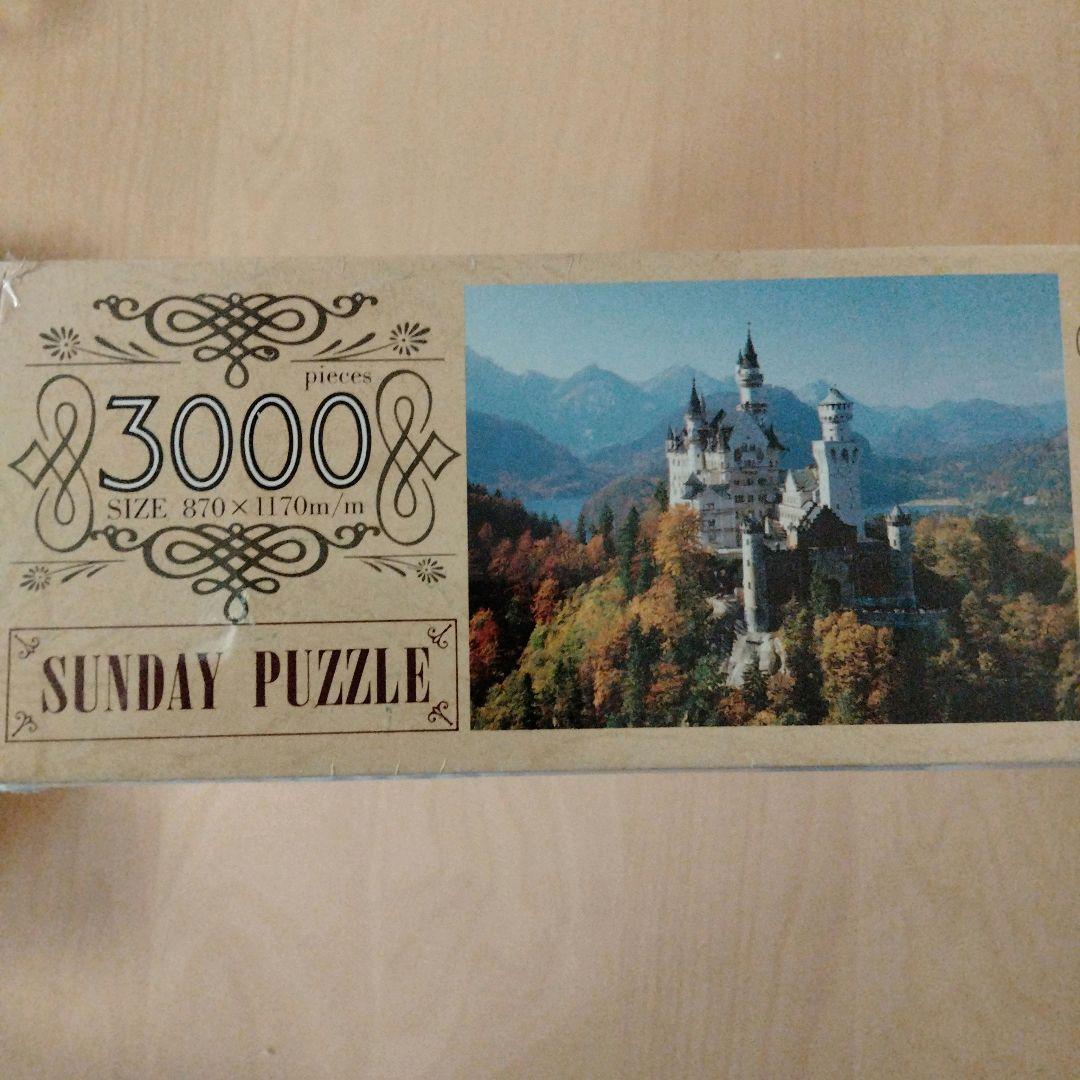 pieces
3000
SIZE 870×1170m/m
SUNDAY PUZZLE